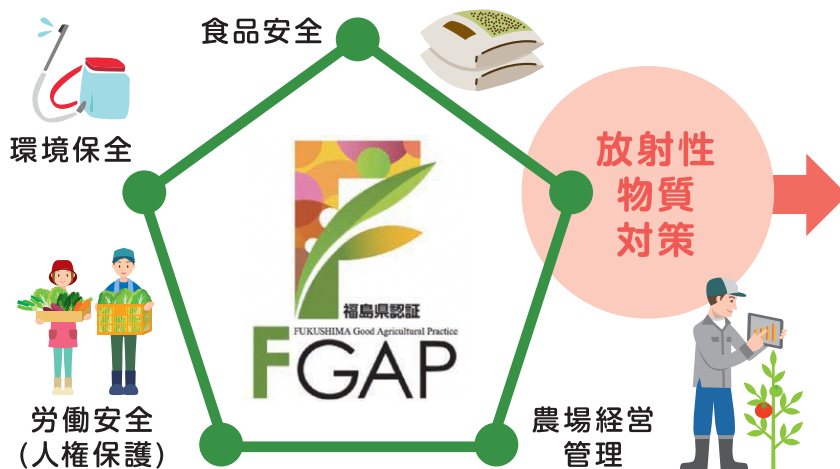 食品安全
環境保全
放射性
物質
対策
福島県認証
FUKUSHIMA Good Agricultural Practice
FGAP
労働安全
(人権保護)
農場経営
管理